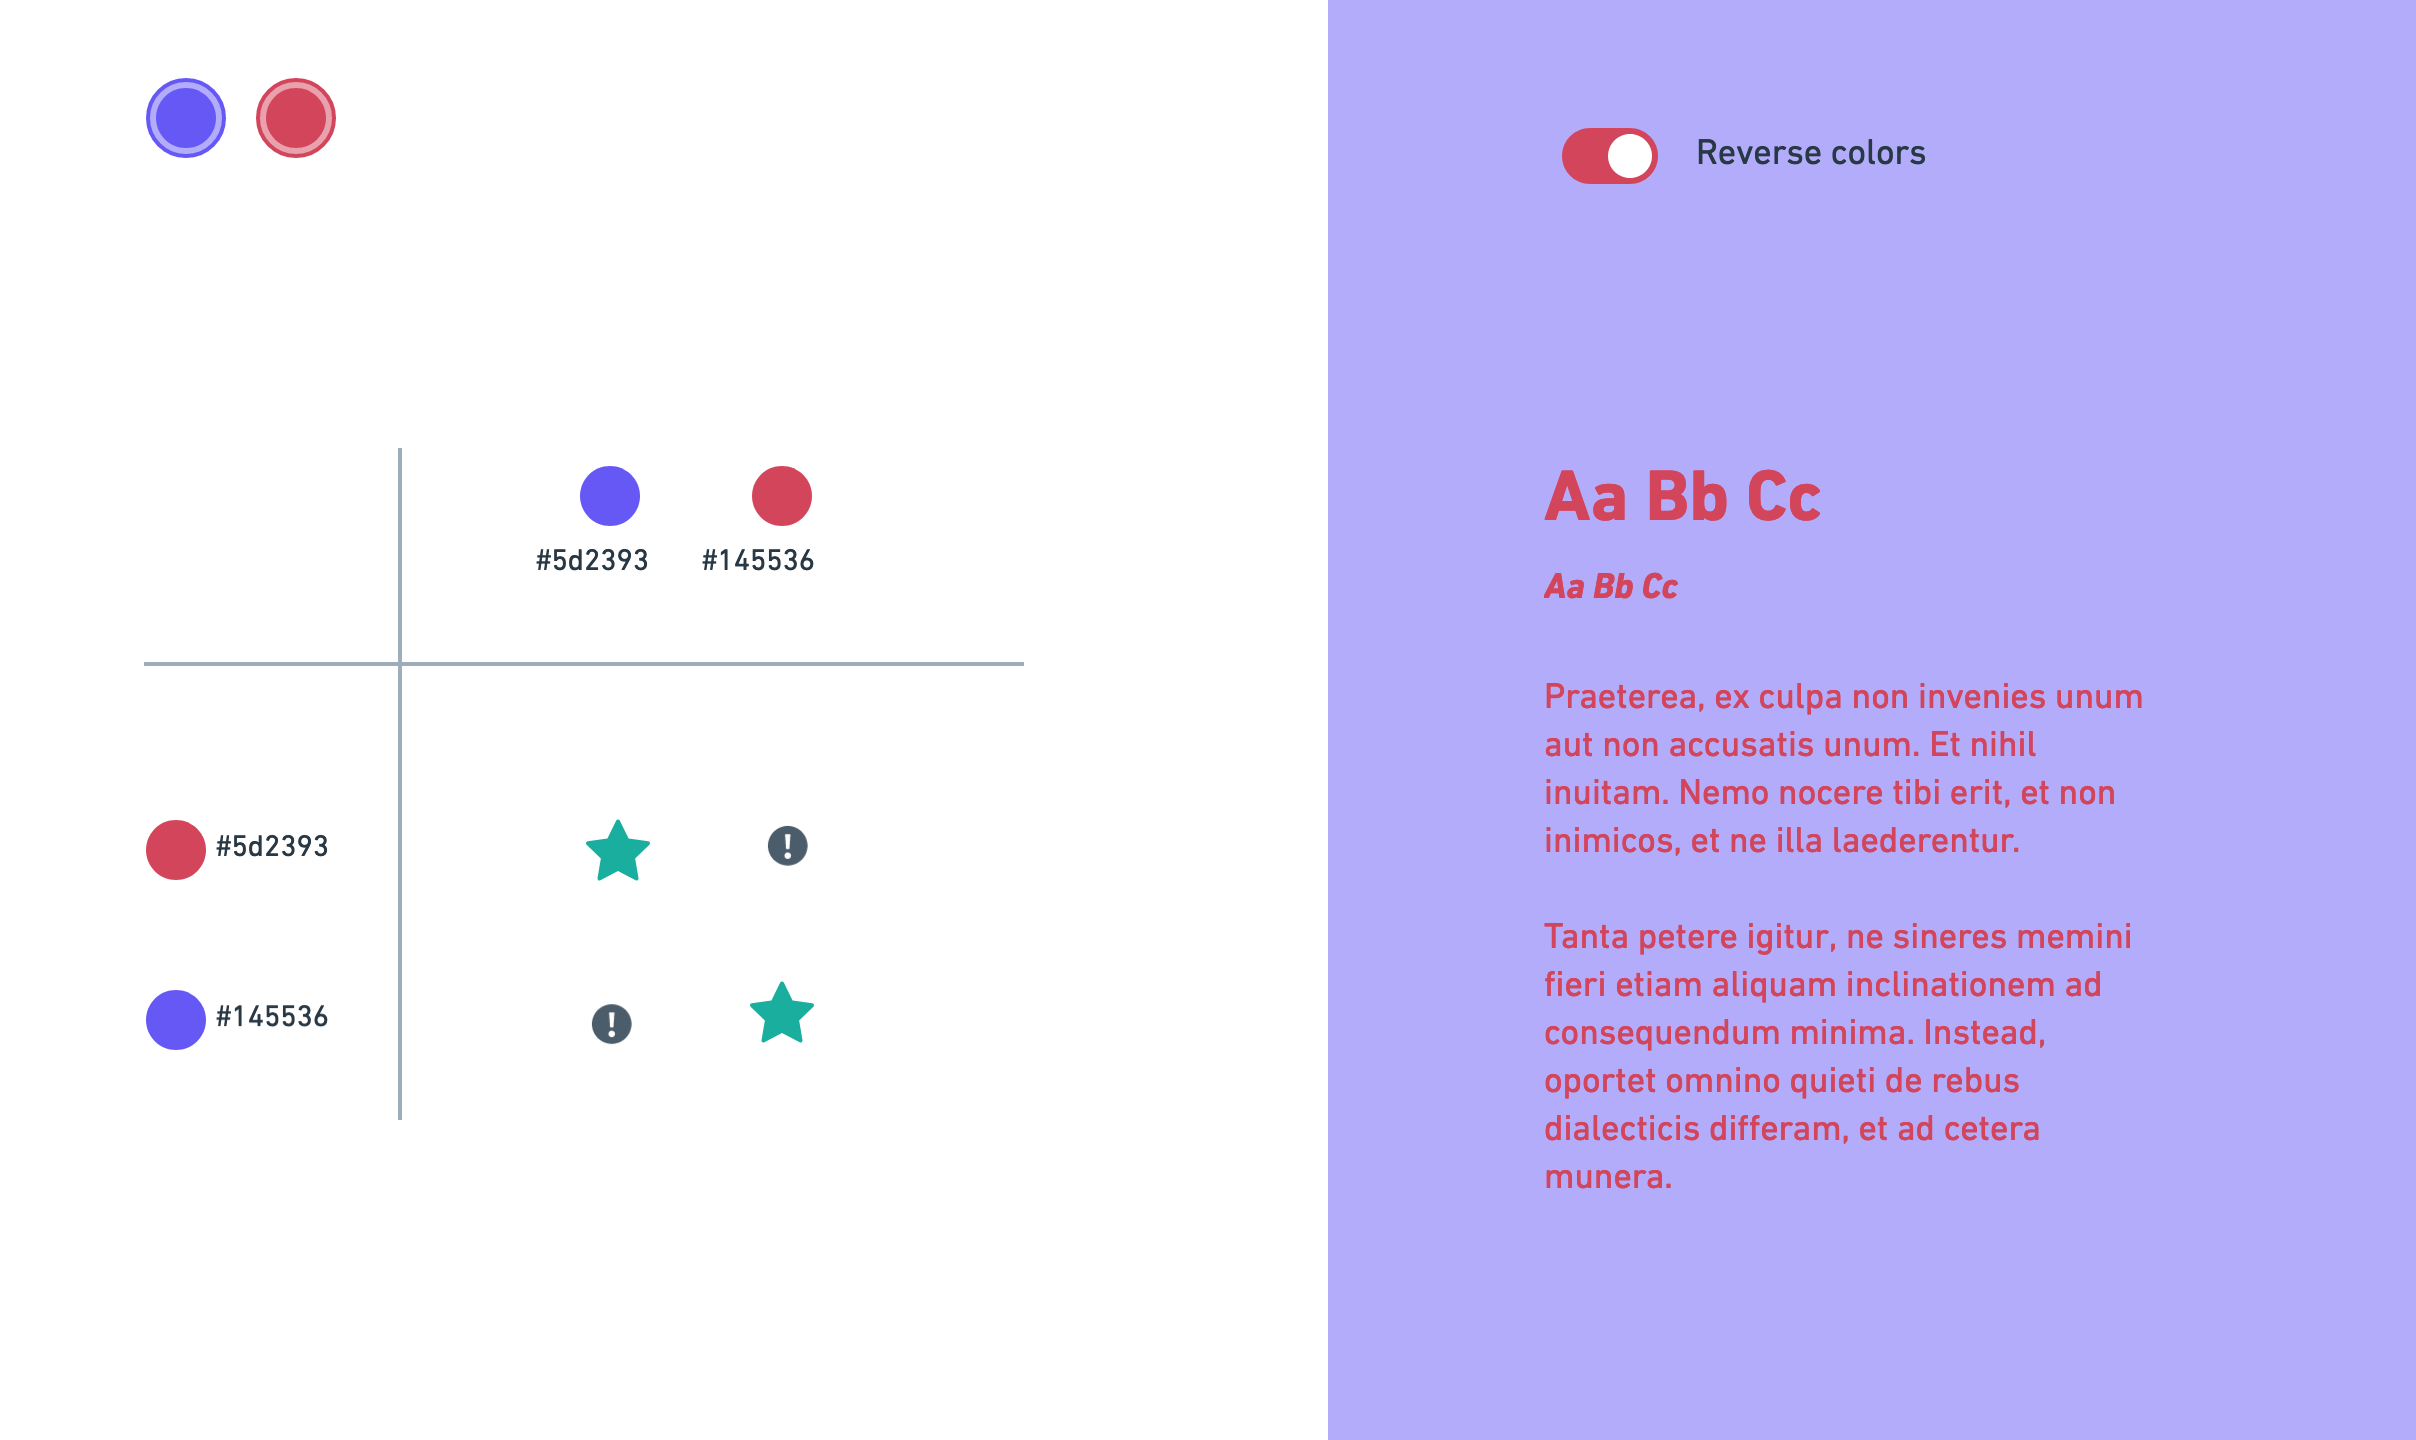 Reverse colors
#5d2393 #145536
#5d2393
#145536
Aa Bb Cc
Aa Bb Cc
Praeterea, ex culpa non invenies unum
aut non accusatis unum. Et nihil
inuitam. Nemo nocere tibi erit, et non
inimicos, et ne illa laederentur.
Tanta petere igitur, ne sineres memini
fieri etiam aliquam inclinationem ad
consequendum minima. Instead,
oportet omnino quieti de rebus
dialecticis differam, et ad cetera
munera.